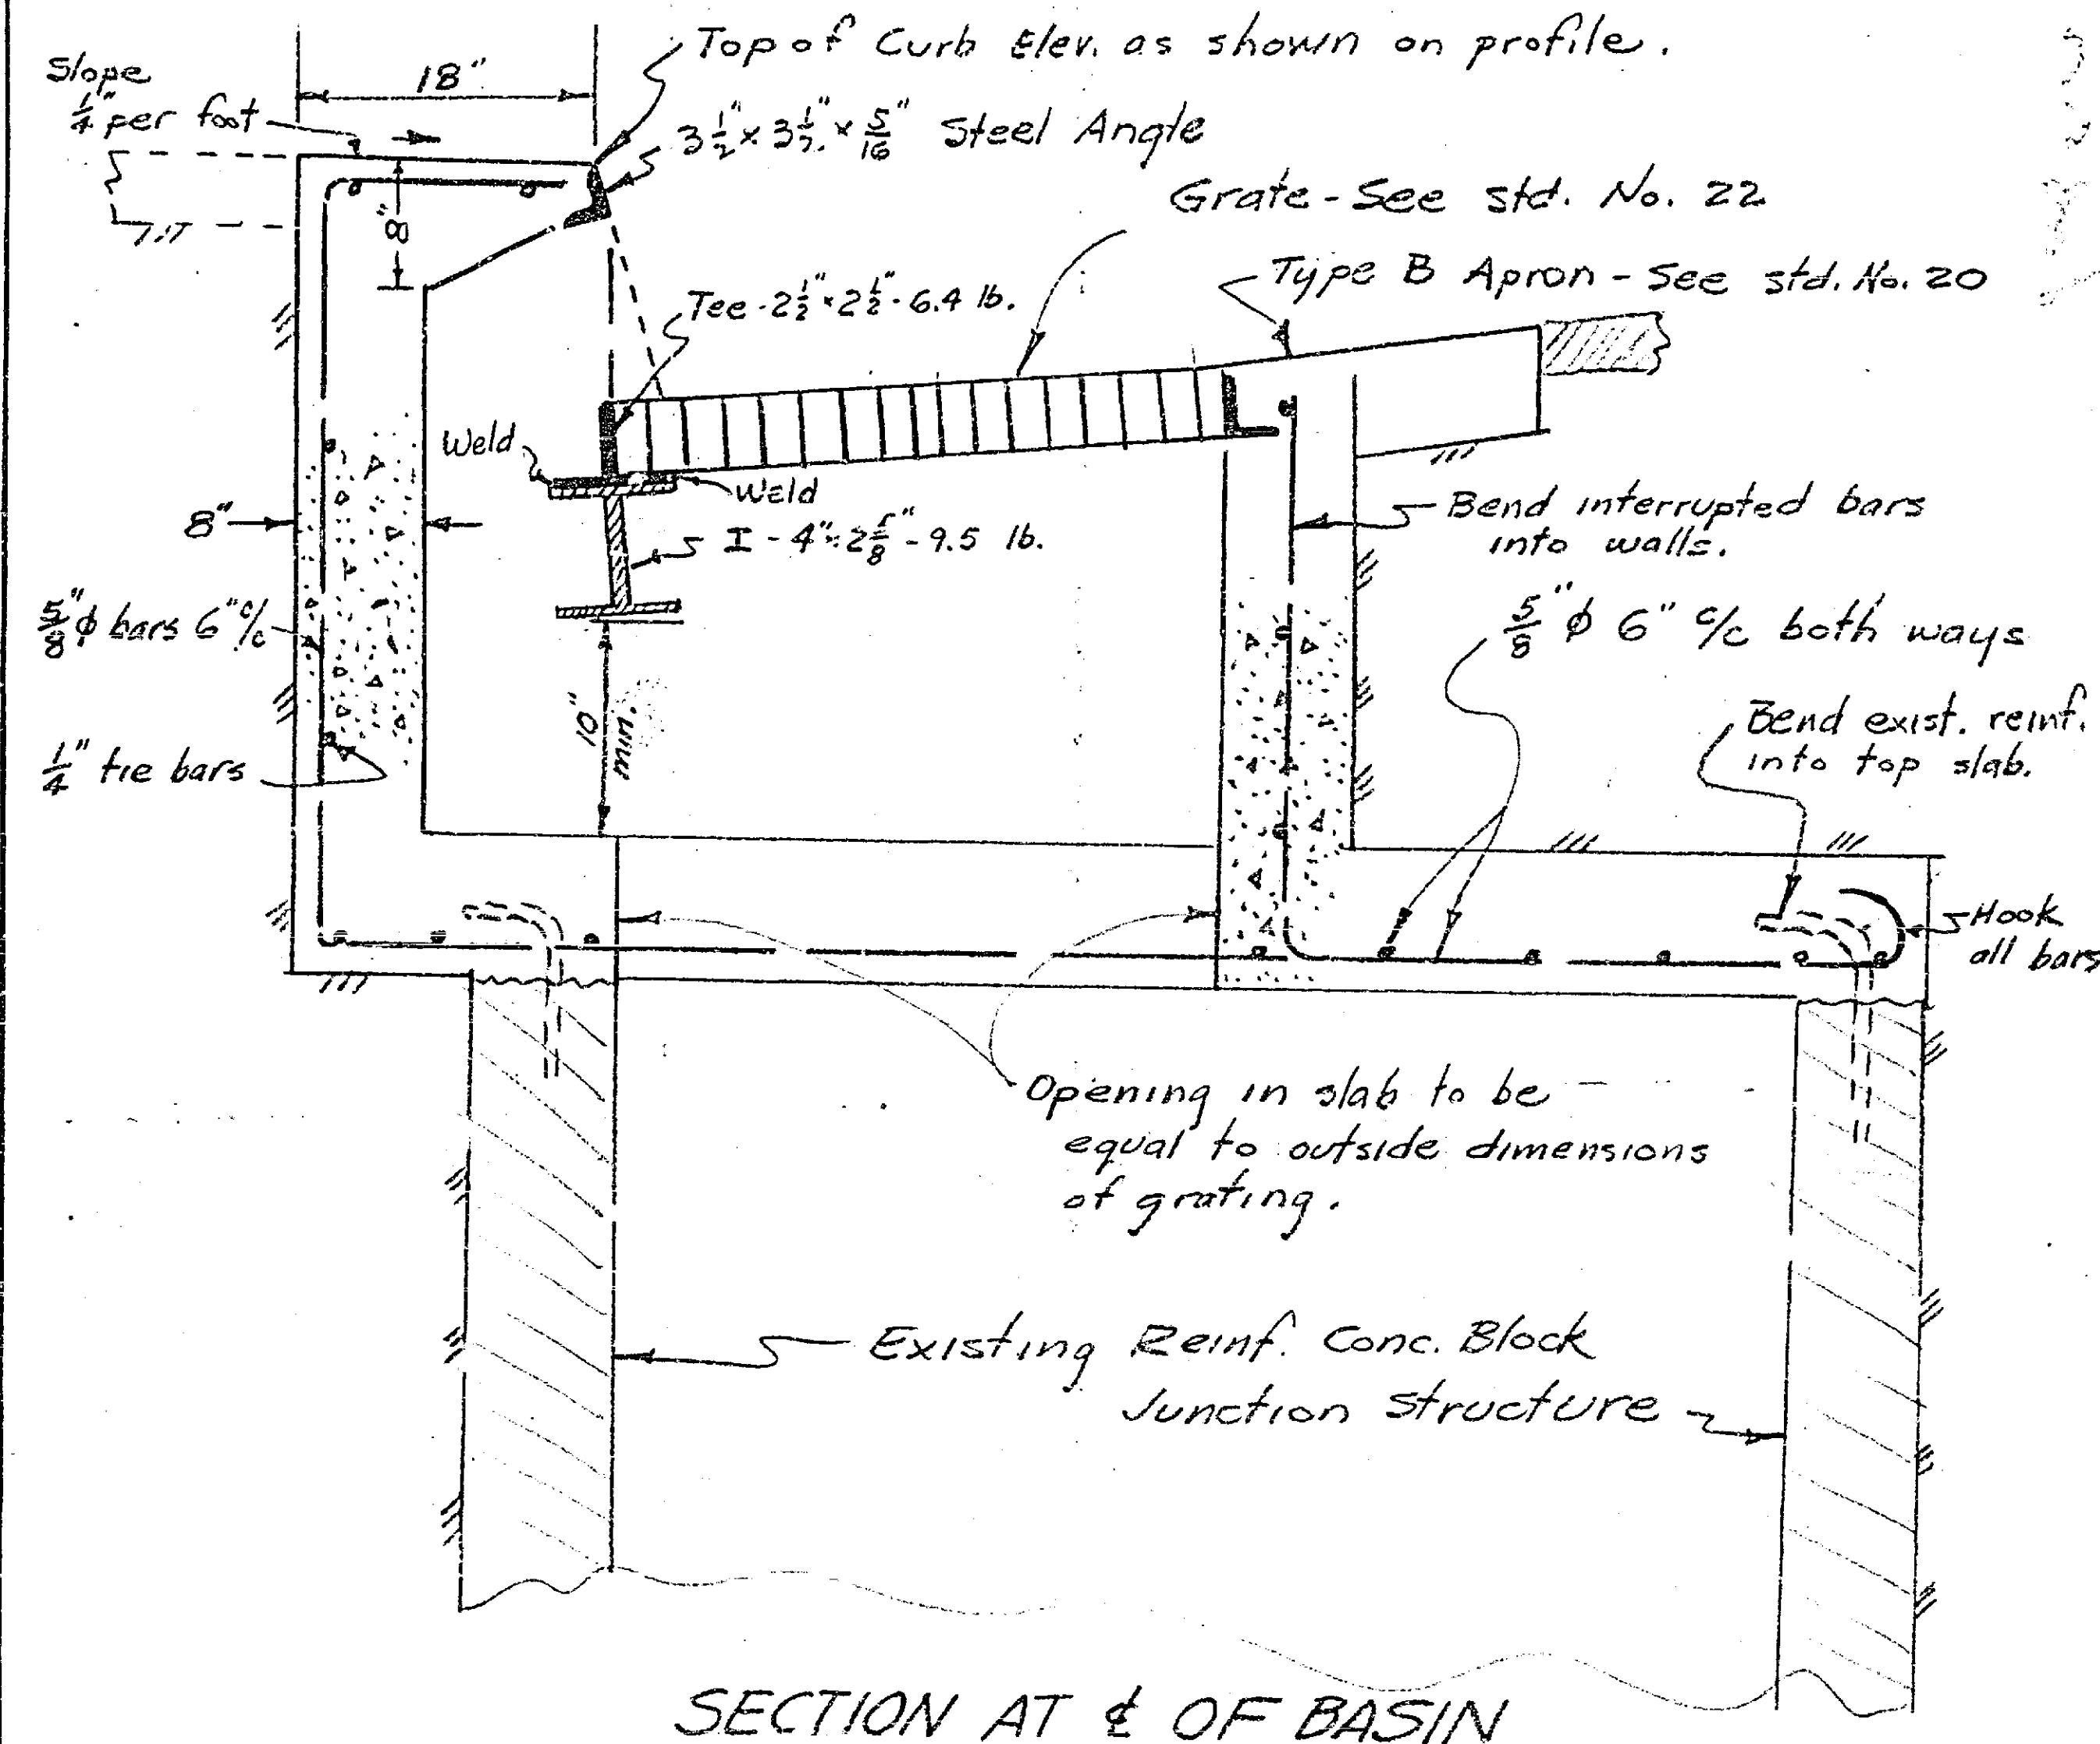 Top of Curb Elev. as shown on profile.
Slope
1/4" per foot
18"
3 1/2" x 3 1/2" x 5/16" Steel Angle
Grate - See std. No. 22
8"
Type B Apron - See std. No. 20
Tee - 2 1/2" x 2 1/2" - 6.4 lb.
Weld
Weld
8"
I - 4" x 2 5/8" - 9.5 lb.
Bend interrupted bars
into walls.
5/8" ϕ bars 6" c/c
5/8" ϕ 6" c/c both ways
10"
min.
Bend exist. reinf.
into top slab.
1/4" tie bars
Hook
all bars
Opening in slab to be
equal to outside dimensions
of grating.
Existing Reinf. Conc. Block
Junction Structure
SECTION AT ℄ OF BASIN